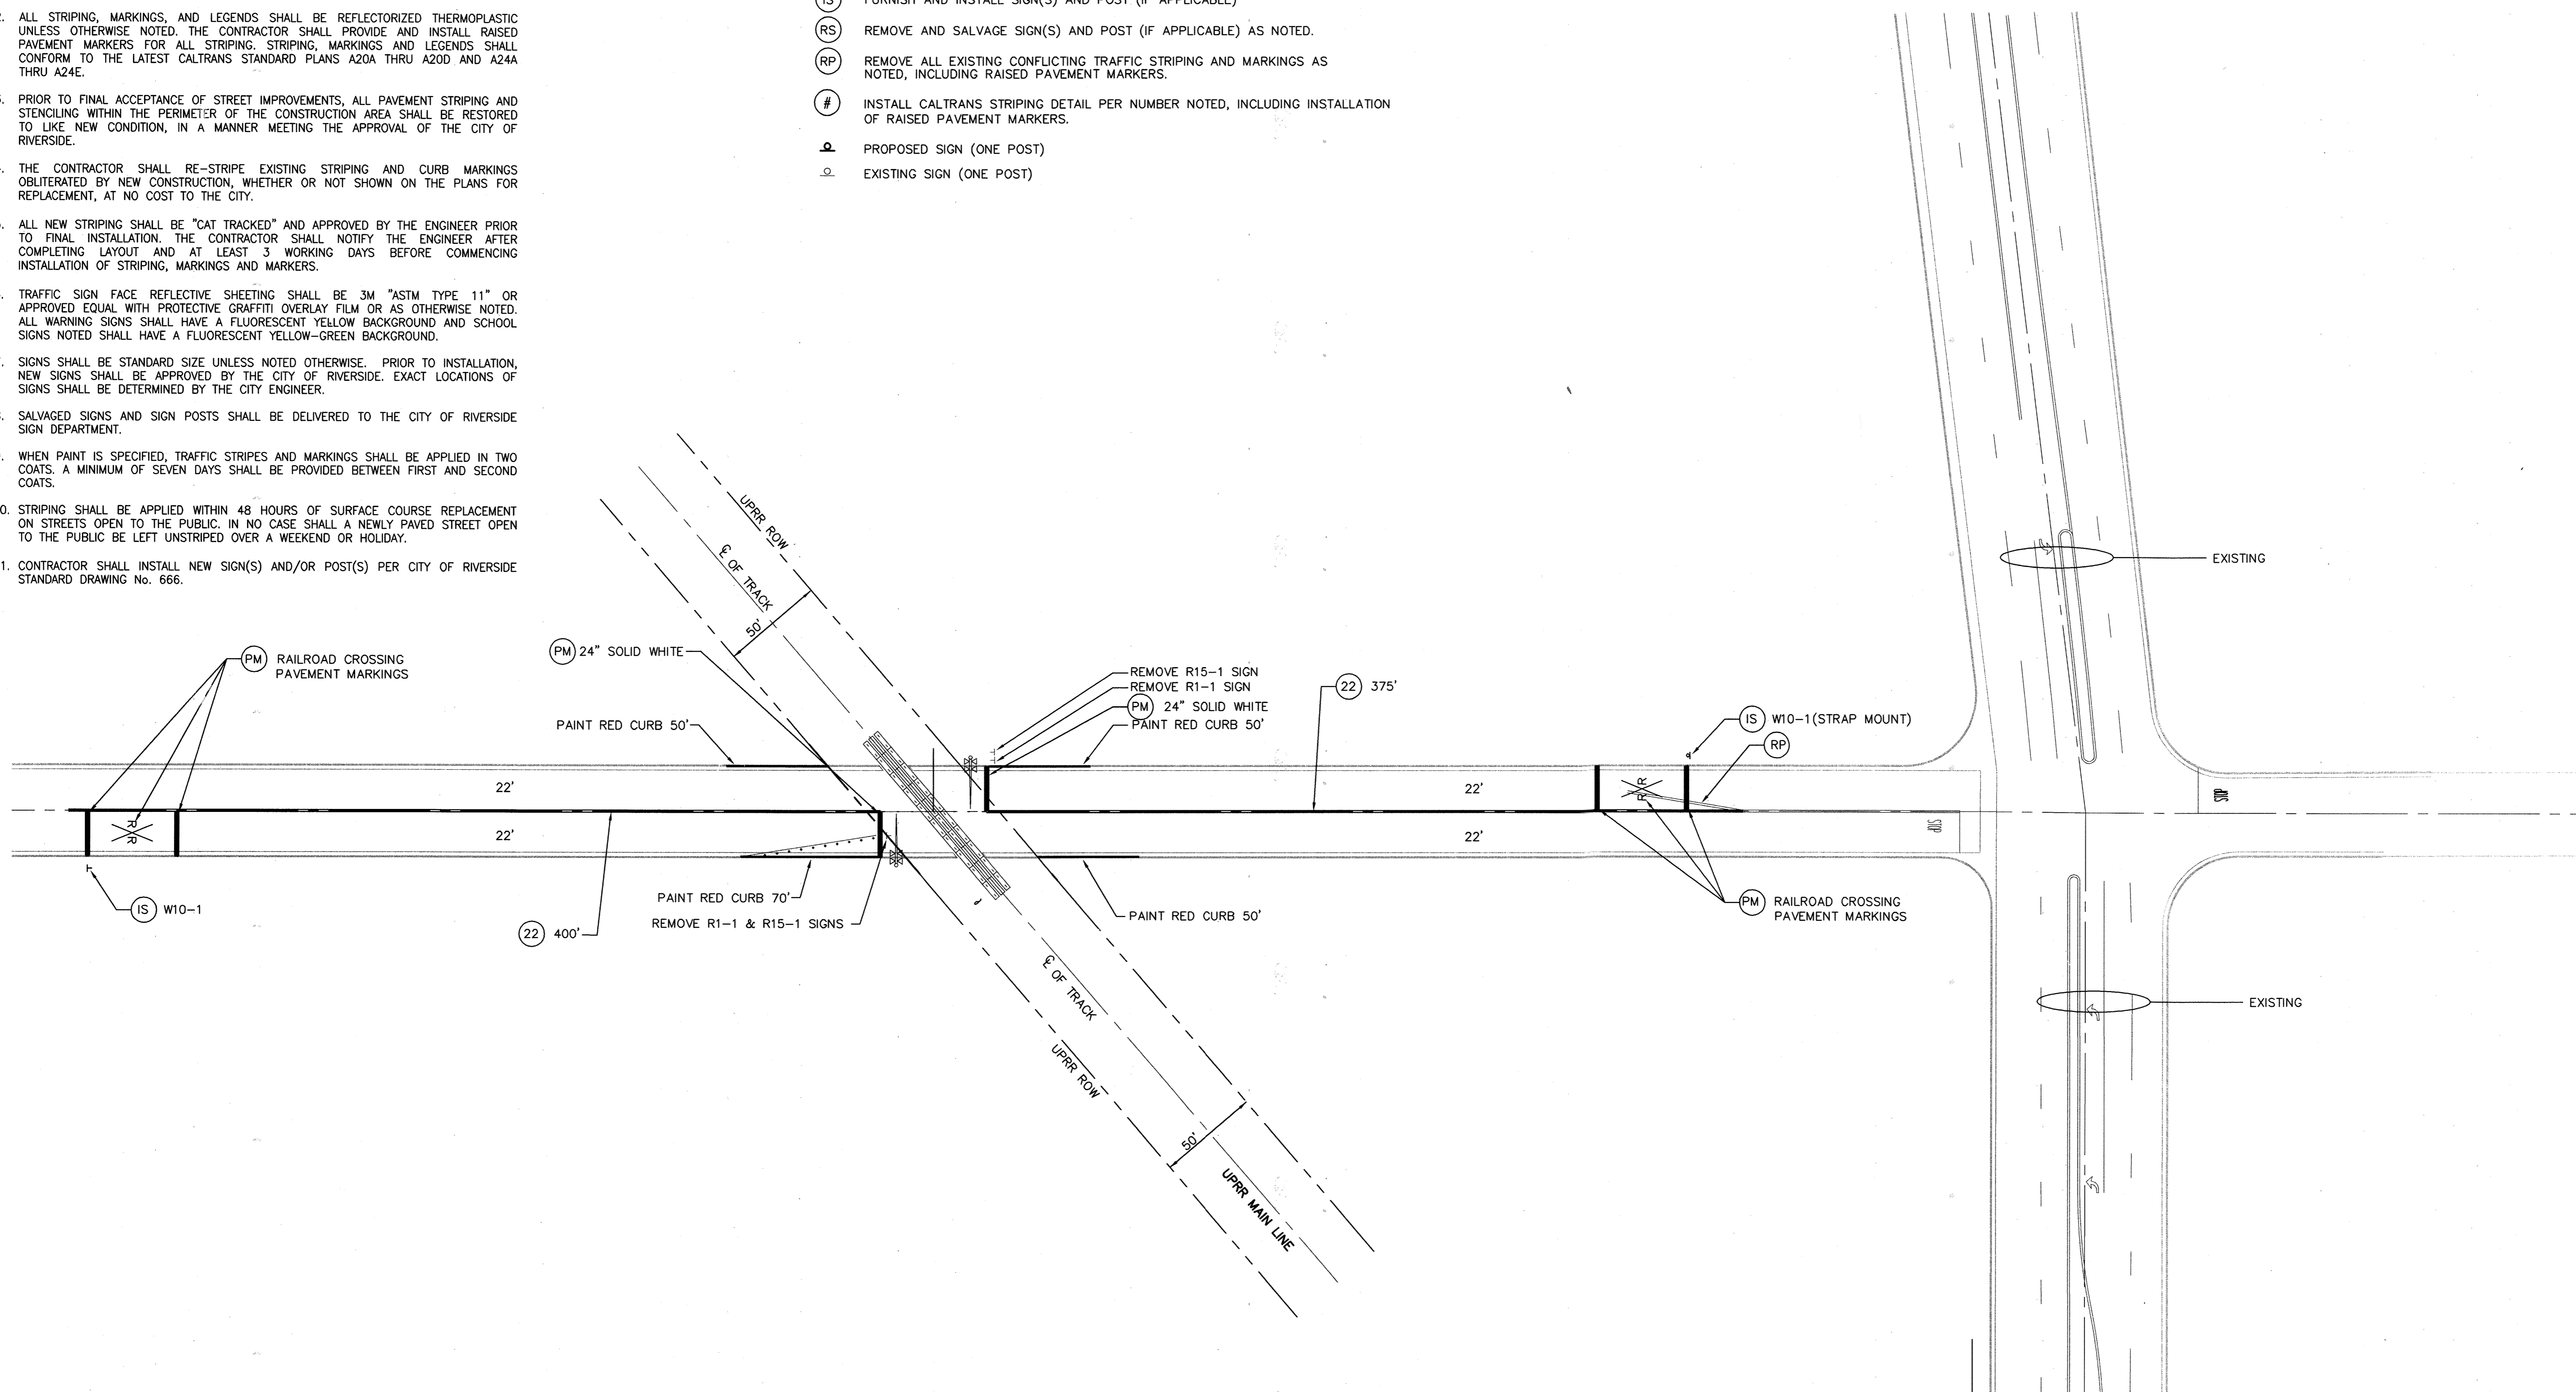 2. ALL STRIPING, MARKINGS, AND LEGENDS SHALL BE REFLECTORIZED THERMOPLASTIC
UNLESS OTHERWISE NOTED. THE CONTRACTOR SHALL PROVIDE AND INSTALL RAISED
PAVEMENT MARKERS FOR ALL STRIPING. STRIPING, MARKINGS AND LEGENDS SHALL
CONFORM TO THE LATEST CALTRANS STANDARD PLANS A20A THRU A20D AND A24A
THRU A24E.
PRIOR TO FINAL ACCEPTANCE OF STREET IMPROVEMENTS, ALL PAVEMENT STRIPING AND
STENCILING WITHIN THE PERIMETER OF THE CONSTRUCTION AREA SHALL BE RESTORED
TO LIKE NEW CONDITION, IN A MANNER MEETING THE APPROVAL OF THE CITY OF
RIVERSIDE.
THE CONTRACTOR SHALL RE-STRIPE EXISTING STRIPING AND CURB MARKINGS
OBLITERATED BY NEW CONSTRUCTION, WHETHER OR NOT SHOWN ON THE PLANS FOR
REPLACEMENT, AT NO COST TO THE CITY.
ALL NEW STRIPING SHALL BE "CAT TRACKED" AND APPROVED BY THE ENGINEER PRIOR
TO FINAL INSTALLATION. THE CONTRACTOR SHALL NOTIFY THE ENGINEER AFTER
COMPLETING LAYOUT AND AT LEAST 3 WORKING DAYS BEFORE COMMENCING
INSTALLATION OF STRIPING, MARKINGS AND MARKERS.
TRAFFIC SIGN FACE REFLECTIVE SHEETING SHALL BE 3M "ASTM TYPE 11" OR
APPROVED EQUAL WITH PROTECTIVE GRAFFITI OVERLAY FILM OR AS OTHERWISE NOTED.
ALL WARNING SIGNS SHALL HAVE A FLUORESCENT YELLOW BACKGROUND AND SCHOOL
SIGNS NOTED SHALL HAVE A FLUORESCENT YELLOW-GREEN BACKGROUND.
SIGNS SHALL BE STANDARD SIZE UNLESS NOTED OTHERWISE. PRIOR TO INSTALLATION,
NEW SIGNS SHALL BE APPROVED BY THE CITY OF RIVERSIDE. EXACT LOCATIONS OF
SIGNS SHALL BE DETERMINED BY THE CITY ENGINEER.
SALVAGED SIGNS AND SIGN POSTS SHALL BE DELIVERED TO THE CITY OF RIVERSIDE
SIGN DEPARTMENT.
WHEN PAINT IS SPECIFIED, TRAFFIC STRIPES AND MARKINGS SHALL BE APPLIED IN TWO
COATS. A MINIMUM OF SEVEN DAYS SHALL BE PROVIDED BETWEEN FIRST AND SECOND
COATS.
0. STRIPING SHALL BE APPLIED WITHIN 48 HOURS OF SURFACE COURSE REPLACEMENT
ON STREETS OPEN TO THE PUBLIC. IN NO CASE SHALL A NEWLY PAVED STREET OPEN
TO THE PUBLIC BE LEFT UNSTRIPED OVER A WEEKEND OR HOLIDAY.
1. CONTRACTOR SHALL INSTALL NEW SIGN(S) AND/OR POST(S) PER CITY OF RIVERSIDE
STANDARD DRAWING No. 666.
IS FURNISH AND INSTALL SIGN(S) AND POST (IF APPLICABLE)
RS REMOVE AND SALVAGE SIGN(S) AND POST (IF APPLICABLE) AS NOTED.
RP REMOVE ALL EXISTING CONFLICTING TRAFFIC STRIPING AND MARKINGS AS
NOTED, INCLUDING RAISED PAVEMENT MARKERS.
# INSTALL CALTRANS STRIPING DETAIL PER NUMBER NOTED, INCLUDING INSTALLATION
OF RAISED PAVEMENT MARKERS.
PROPOSED SIGN (ONE POST)
EXISTING SIGN (ONE POST)
UPRR ROW
℄ OF TRACK
50'
EXISTING
PM RAILROAD CROSSING
PAVEMENT MARKINGS
PM 24" SOLID WHITE
PAINT RED CURB 50'
REMOVE R15-1 SIGN
REMOVE R1-1 SIGN
PM 24" SOLID WHITE
PAINT RED CURB 50'
22 375'
IS W10-1(STRAP MOUNT)
RP
22'
22'
R R
STOP
22'
22'
R R
STOP
IS W10-1
PAINT RED CURB 70'
REMOVE R1-1 & R15-1 SIGNS
22 400'
PAINT RED CURB 50'
PM RAILROAD CROSSING
PAVEMENT MARKINGS
℄ OF TRACK
UPRR ROW
EXISTING
50'
UPRR MAIN LINE